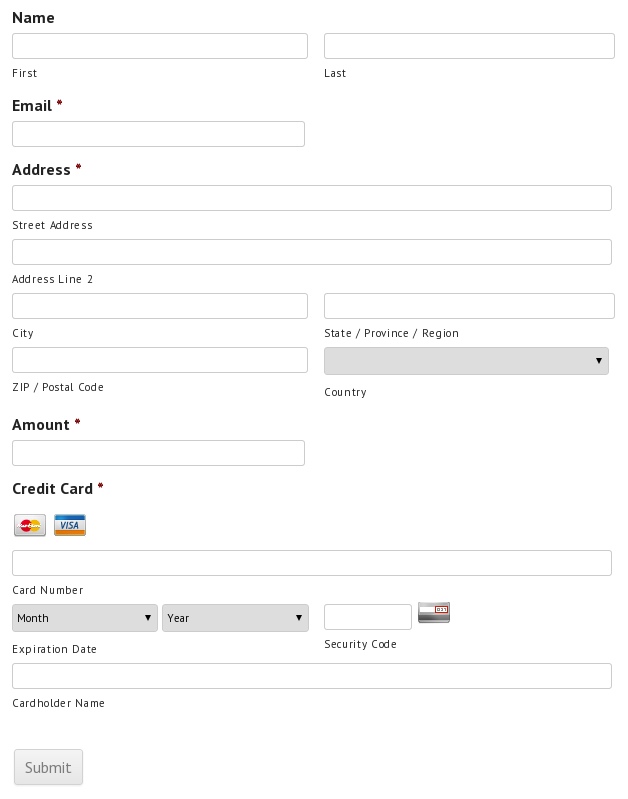 Name
First Last
Email *
Address *
Street Address
Address Line 2
City State / Province / Region
ZIP / Postal Code Country
Amount *
Credit Card *
MasterCard VISA
Card Number
Month Year
Expiration Date Security Code
Cardholder Name
Submit